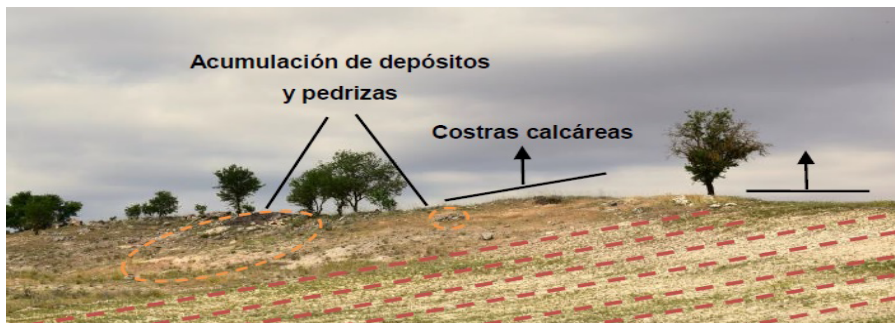 Acumulación de depósitos
y pedrizas
Costras calcáreas